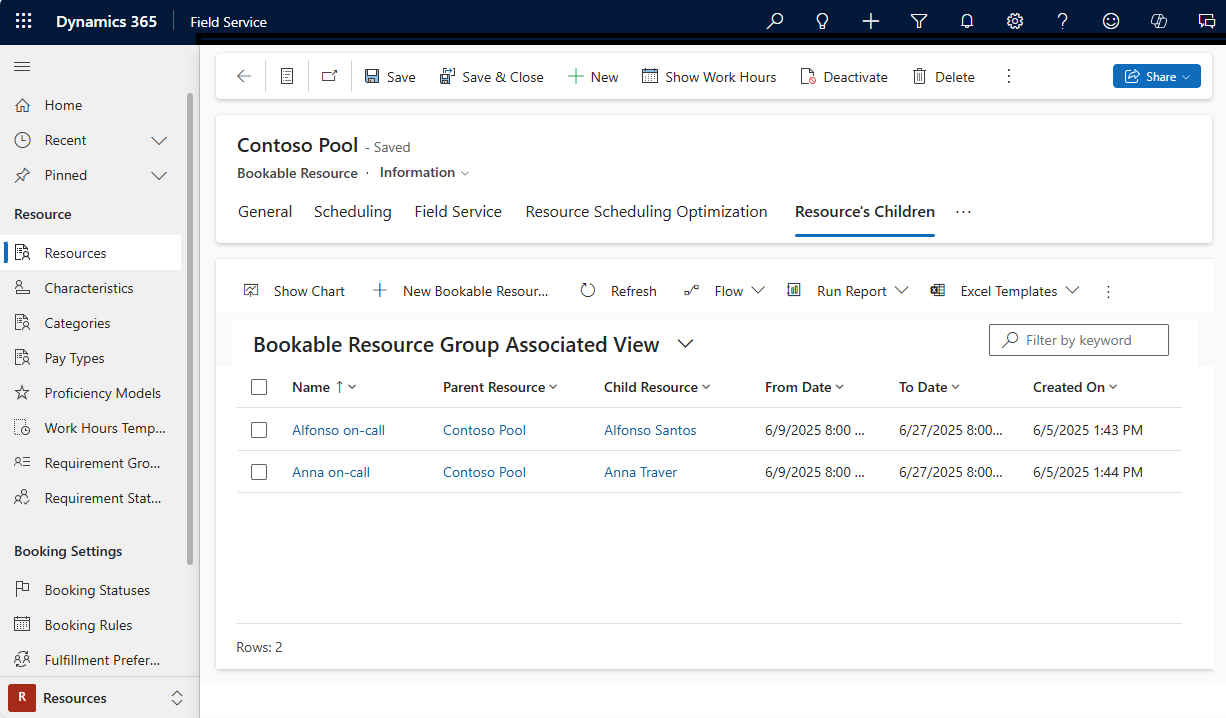 Dynamics 365 Field Service
Home
Recent
Pinned
Resource
Resources
Characteristics
Categories
Pay Types
Proficiency Models
Work Hours Temp...
Requirement Gro...
Requirement Stat...
Booking Settings
Booking Statuses
Booking Rules
Fulfillment Prefer...
R Resources
Save Save & Close New Show Work Hours Deactivate Delete Share
Contoso Pool - Saved
Bookable Resource · Information
General Scheduling Field Service Resource Scheduling Optimization Resource's Children ...
Show Chart New Bookable Resour... Refresh Flow Run Report Excel Templates
Bookable Resource Group Associated View Filter by keyword
Name ↑ Parent Resource Child Resource From Date To Date Created On
Alfonso on-call Contoso Pool Alfonso Santos 6/9/2025 8:00 ... 6/27/2025 8:00... 6/5/2025 1:43 PM
Anna on-call Contoso Pool Anna Traver 6/9/2025 8:00 ... 6/27/2025 8:00... 6/5/2025 1:44 PM
Rows: 2